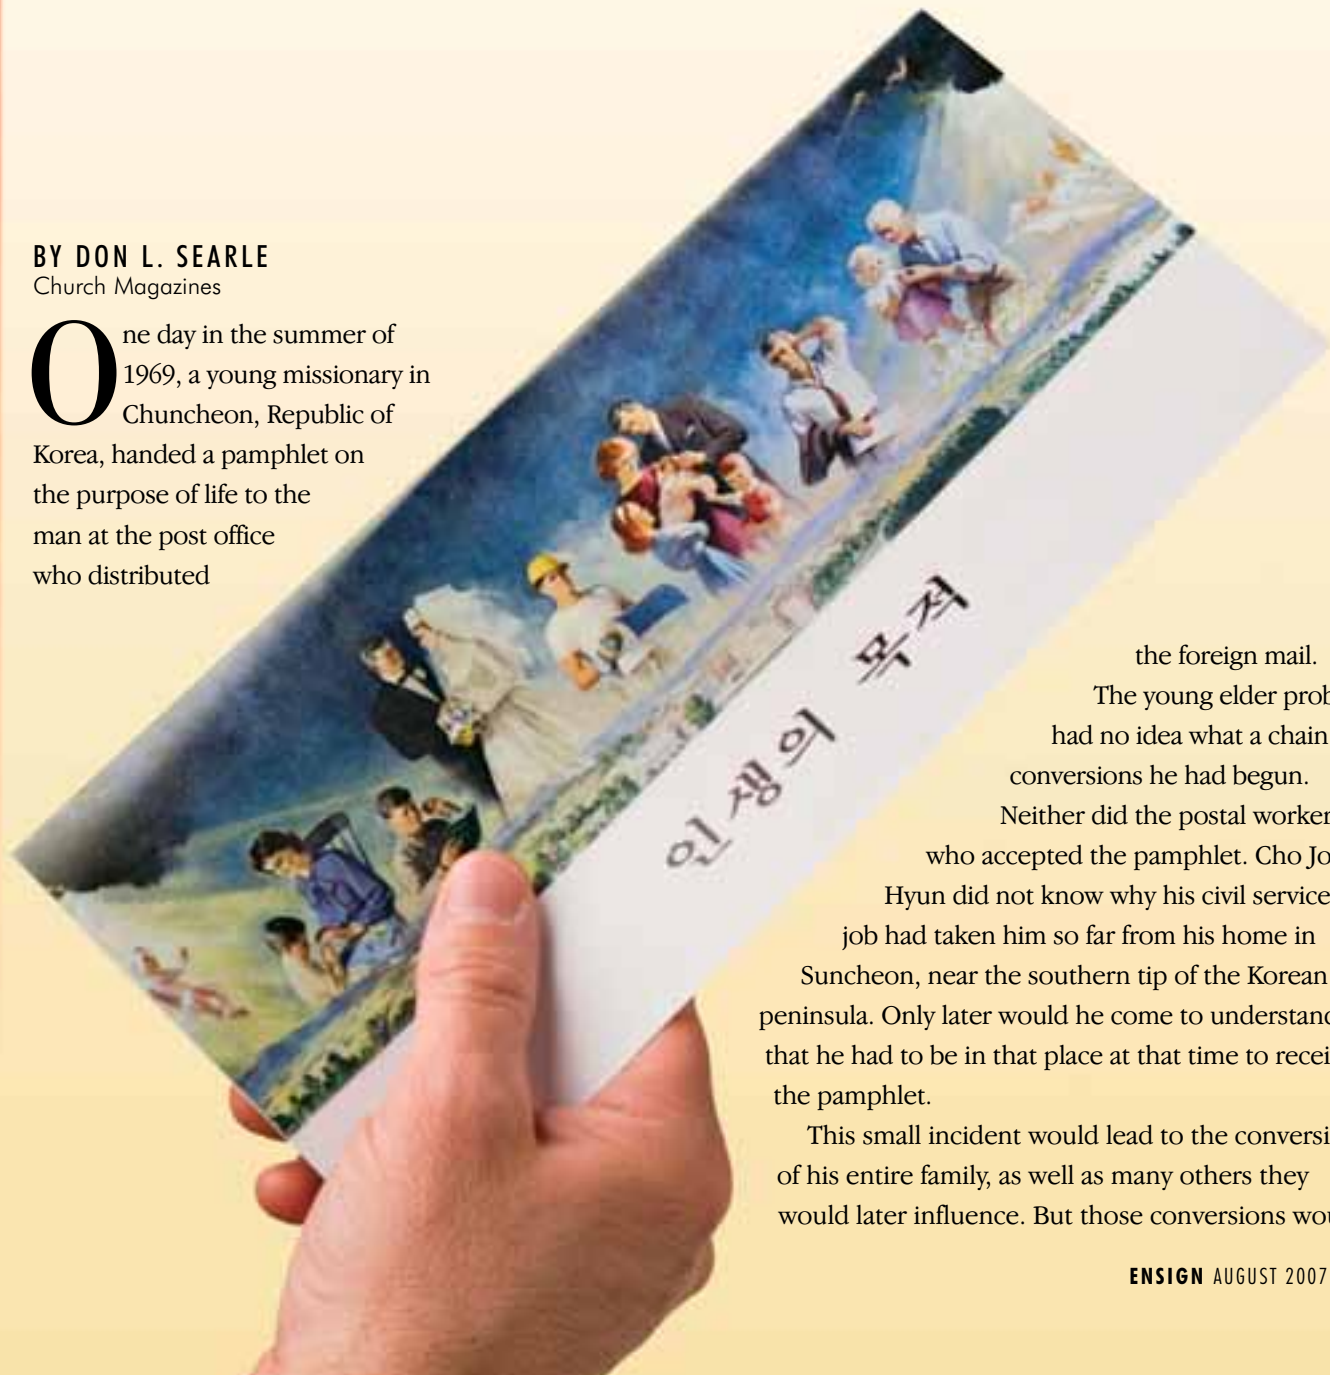 BY DON L. SEARLE
Church Magazines
One day in the summer of
1969, a young missionary in
Chuncheon, Republic of
Korea, handed a pamphlet on
the purpose of life to the
man at the post office
who distributed
인생의 목적
the foreign mail.
The young elder
had no idea what a chain
conversions he had begun.
Neither did the postal worker
who accepted the pamphlet. Cho
Hyun did not know why his civil service
job had taken him so far from his home in
Suncheon, near the southern tip of the Korean
peninsula. Only later would he come to understand
that he had to be in that place at that time to
the pamphlet.
This small incident would lead to the
of his entire family, as well as many others they
would later influence. But those conversions
ENSIGN AUGUST 2007